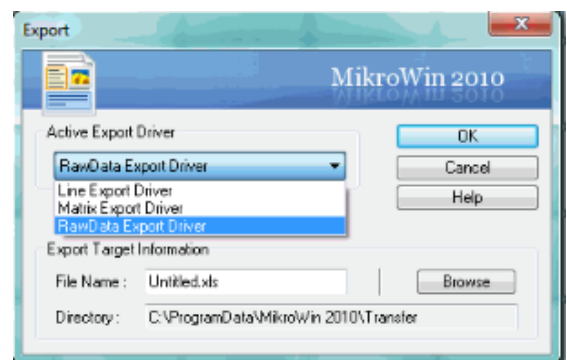 Export
MikroWin 2010
Active Export Driver
RawData Export Driver
Line Export Driver
Matrix Export Driver
RawData Export Driver
OK
Cancel
Help
Export Target Information
File Name : Untitled.xls
Browse
Directory : C:\ProgramData\MikroWin 2010\Transfer